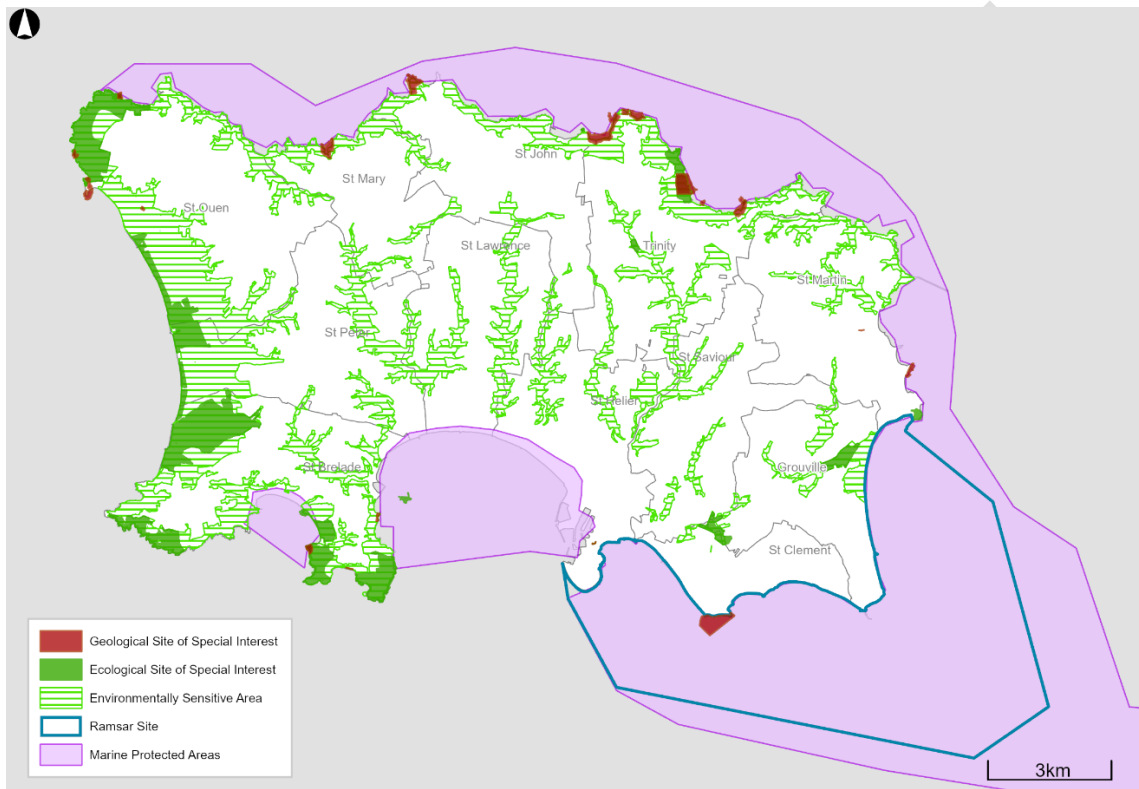 St John
St Mary
St Ouen
St Lawrence
Trinity
St Martin
St Peter
St Saviour
St Helier
St Brelade
Grouville
St Clement
Geological Site of Special Interest
Ecological Site of Special Interest
Environmentally Sensitive Area
Ramsar Site
Marine Protected Areas
3km